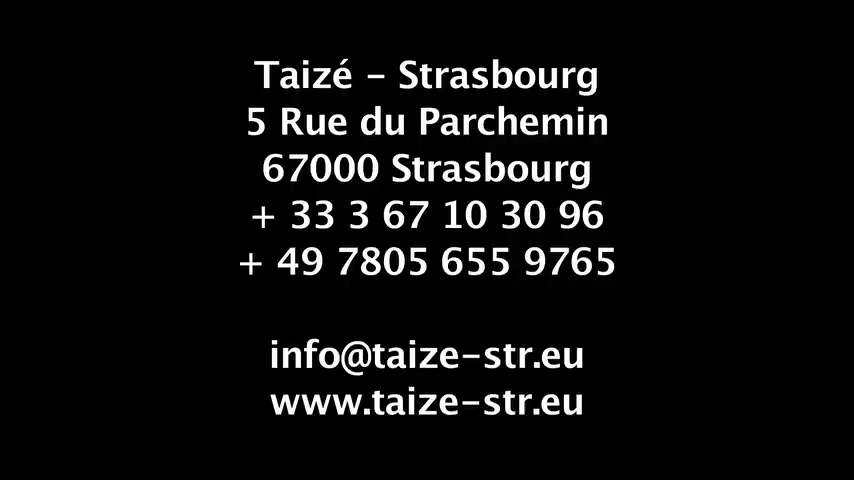 Taizé - Strasbourg
5 Rue du Parchemin
67000 Strasbourg
+ 33 3 67 10 30 96
+ 49 7805 655 9765
info@taize-str.eu
www.taize-str.eu